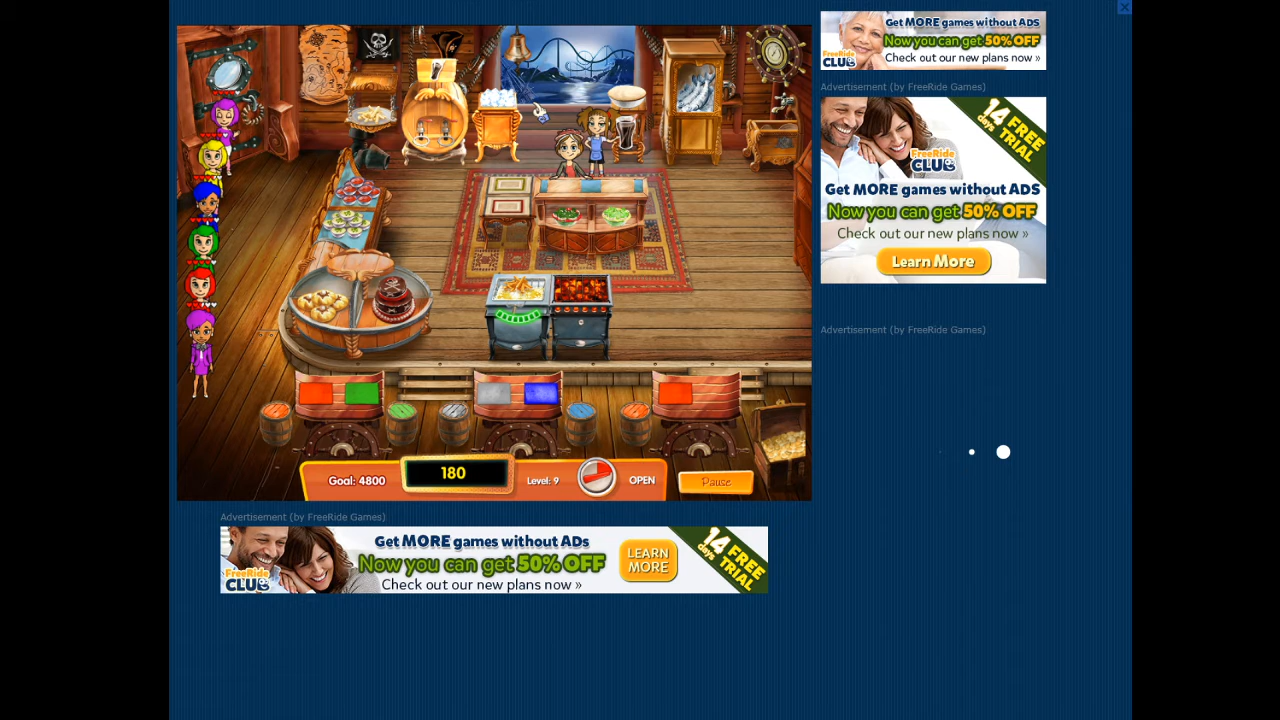 Get MORE games without ADS
Now you can get 50% OFF
Check out our new plans now »
FreeRide
CLUB
Advertisement (by FreeRide Games)
14
days
FREE
TRIAL
FreeRide
CLUB
Get MORE games without ADS
Now you can get 50% OFF
Check out our new plans now »
Learn More
Advertisement (by FreeRide Games)
Goal: 4800
180
Level: 9
OPEN
Pause
Advertisement (by FreeRide Games)
Get MORE games without ADs
Now you can get 50% OFF
Check out our new plans now »
FreeRide
CLUB
LEARN
MORE
14
days
FREE
TRIAL